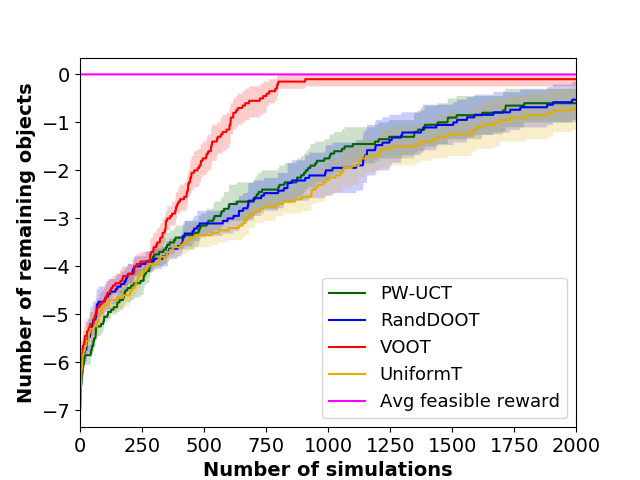 0
−1
−2
−3
−4
−5
−6
−7
Number of remaining objects
PW-UCT
RandDOOT
VOOT
UniformT
Avg feasible reward
0 250 500 750 1000 1250 1500 1750 2000
Number of simulations